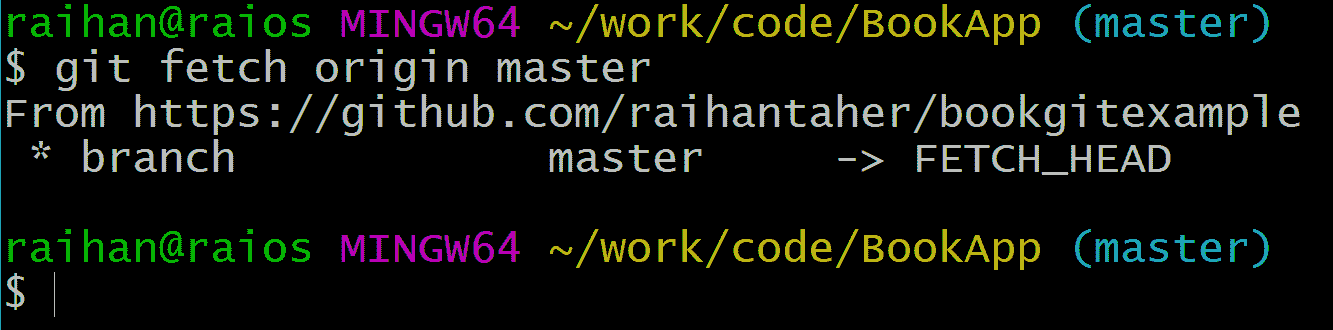 raihan@raios MINGW64 ~/work/code/BookApp (master)
$ git fetch origin master
From https://github.com/raihantaher/bookgitexample
 * branch            master     -> FETCH_HEAD
raihan@raios MINGW64 ~/work/code/BookApp (master)
$